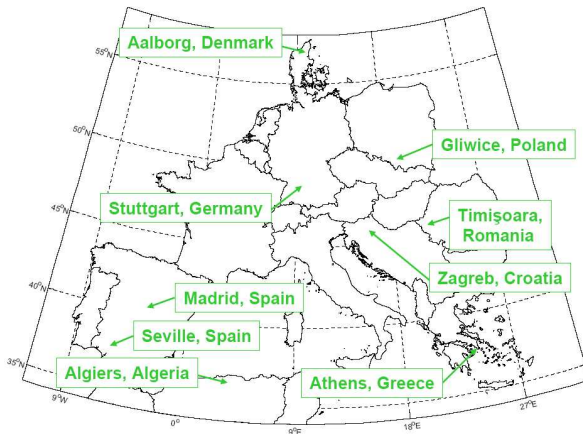 Aalborg, Denmark
55°N
50°N
Gliwice, Poland
Stuttgart, Germany
Timişoara,
Romania
45°N
Zagreb, Croatia
40°N
Madrid, Spain
Seville, Spain
35°N
Algiers, Algeria
Athens, Greece
9°W
0°
9°E
18°E
27°E